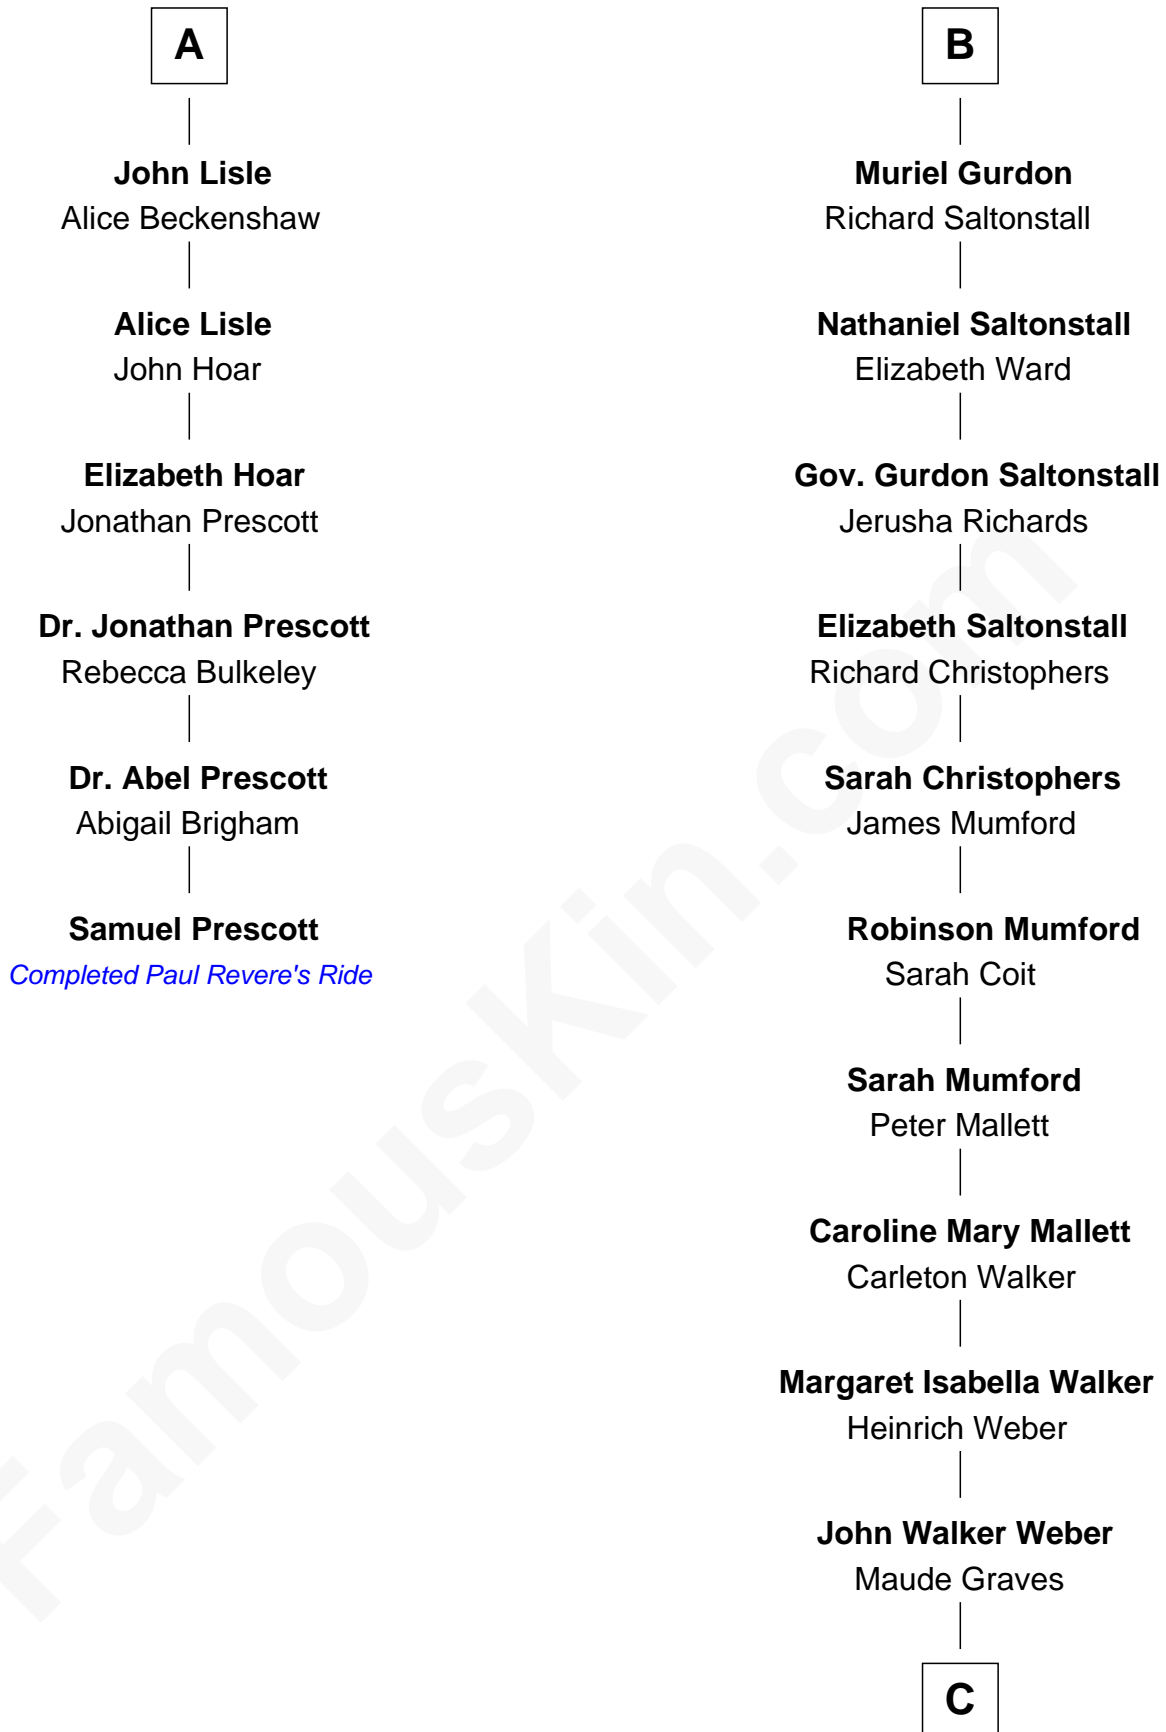 A
John Lisle
Alice Beckenshaw
Alice Lisle
John Hoar
Elizabeth Hoar
Jonathan Prescott
Dr. Jonathan Prescott
Rebecca Bulkeley
Dr. Abel Prescott
Abigail Brigham
Samuel Prescott
Completed Paul Revere's Ride
B
Muriel Gurdon
Richard Saltonstall
Nathaniel Saltonstall
Elizabeth Ward
Gov. Gurdon Saltonstall
Jerusha Richards
Elizabeth Saltonstall
Richard Christophers
Sarah Christophers
James Mumford
Robinson Mumford
Sarah Coit
Sarah Mumford
Peter Mallett
Caroline Mary Mallett
Carleton Walker
Margaret Isabella Walker
Heinrich Weber
John Walker Weber
Maude Graves
C
FamousKin.com